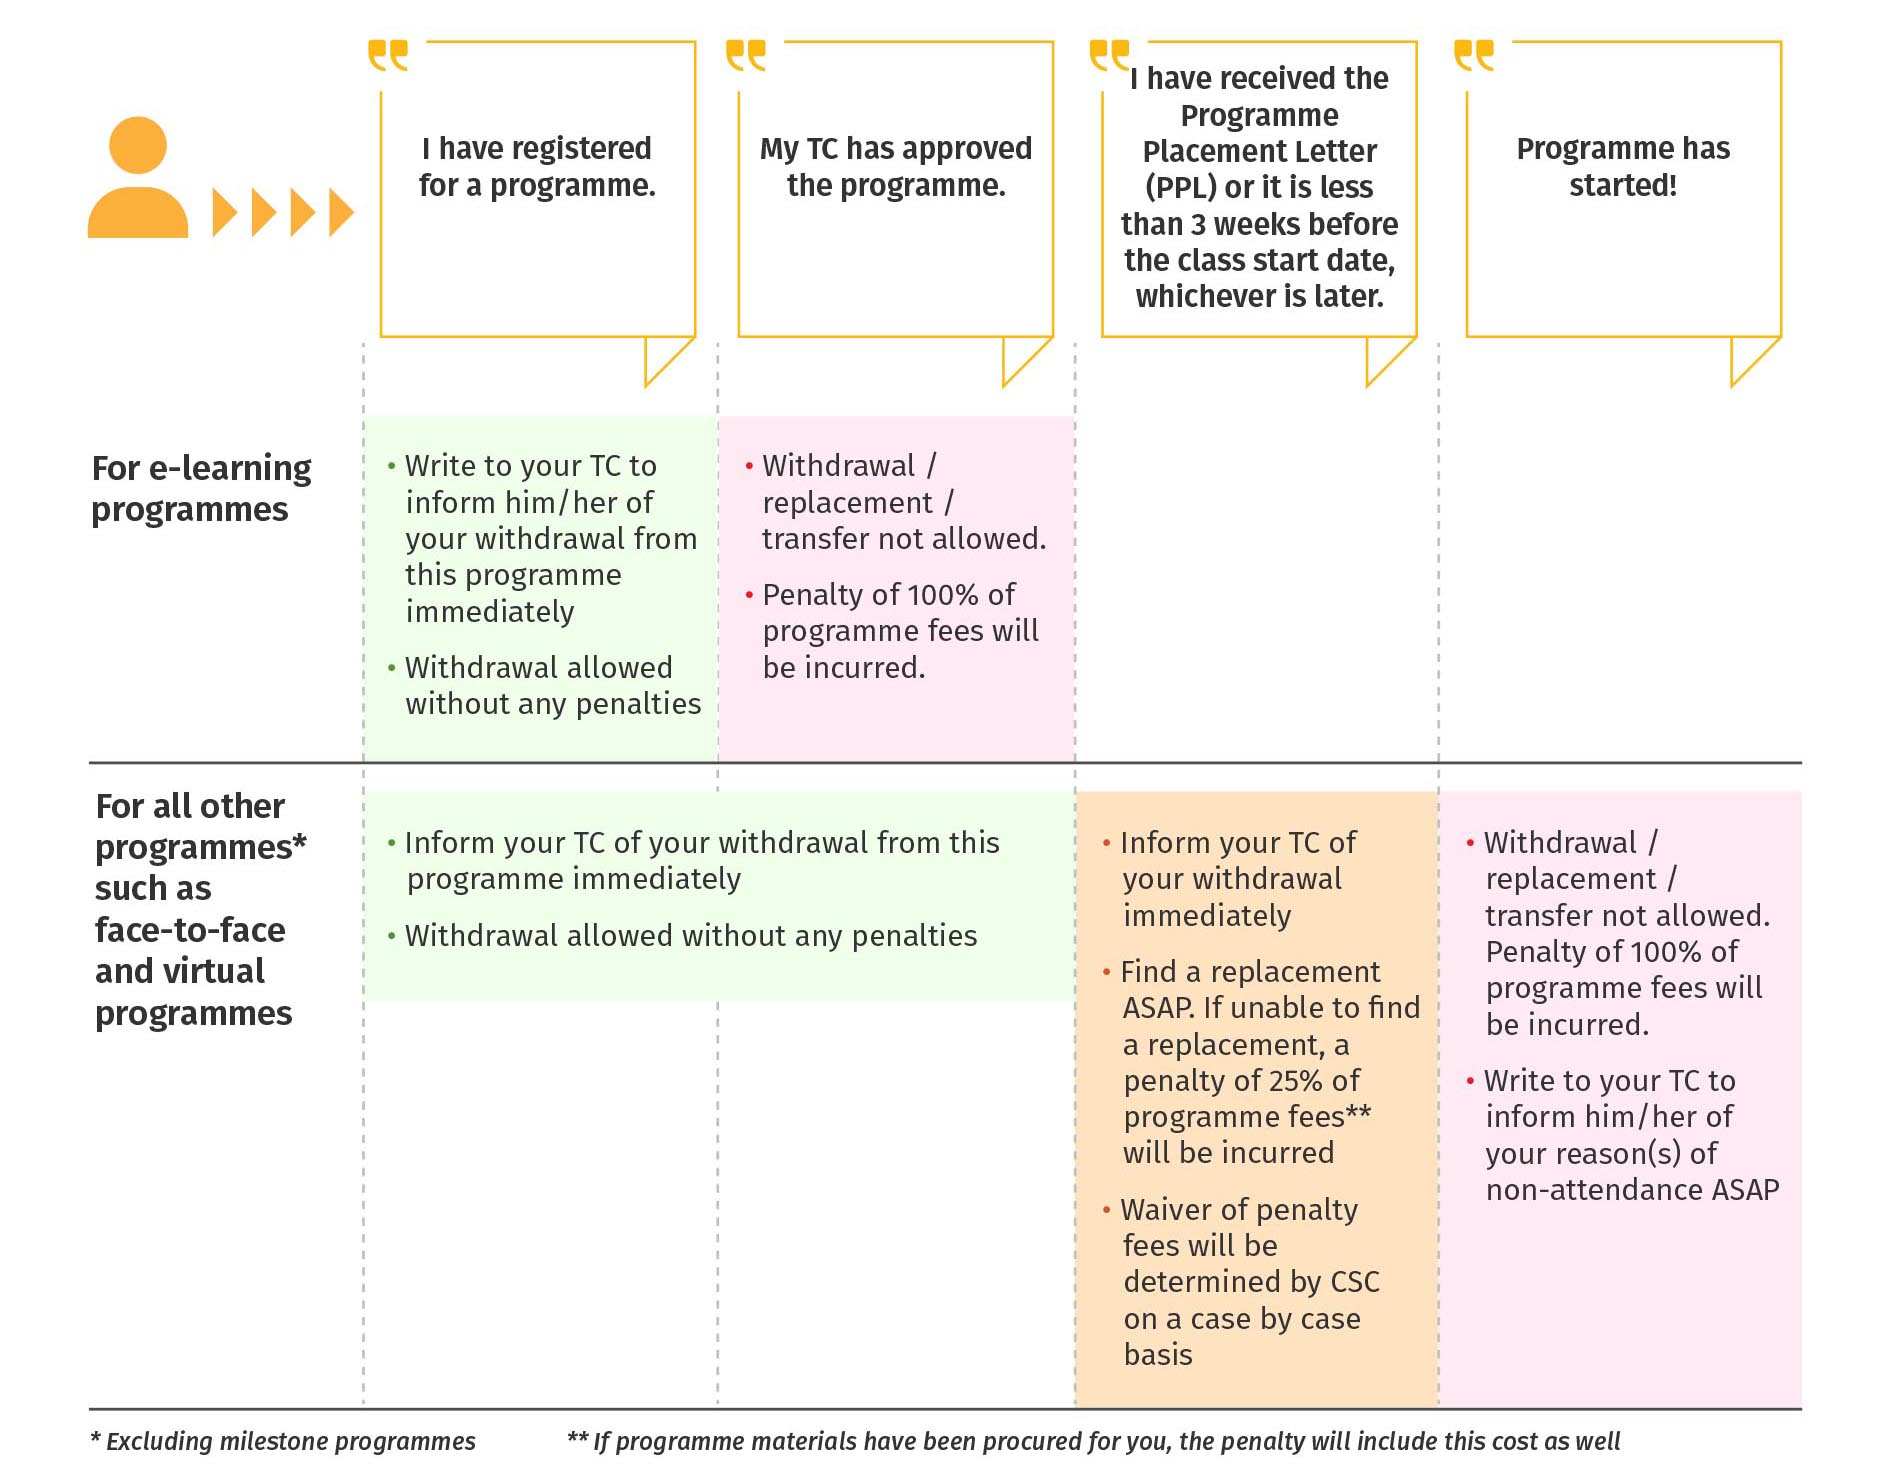 I have registered
for a programme.
My TC has approved
the programme.
I have received the
Programme
Placement Letter
(PPL) or it is less
than 3 weeks before
the class start date,
whichever is later.
Programme has
started!
For e-learning
programmes
• Write to your TC to
inform him/her of
your withdrawal from
this programme
immediately
• Withdrawal allowed
without any penalties
• Withdrawal /
replacement /
transfer not allowed.
• Penalty of 100% of
programme fees will
be incurred.
For all other
programmes*
such as
face-to-face
and virtual
programmes
• Inform your TC of your withdrawal from this
programme immediately
• Withdrawal allowed without any penalties
• Inform your TC of
your withdrawal
immediately
• Find a replacement
ASAP. If unable to find
a replacement, a
penalty of 25% of
programme fees**
will be incurred
• Waiver of penalty
fees will be
determined by CSC
on a case by case
basis
• Withdrawal /
replacement /
transfer not allowed.
Penalty of 100% of
programme fees will
be incurred.
• Write to your TC to
inform him/her of
your reason(s) of
non-attendance ASAP
* Excluding milestone programmes
** If programme materials have been procured for you, the penalty will include this cost as well